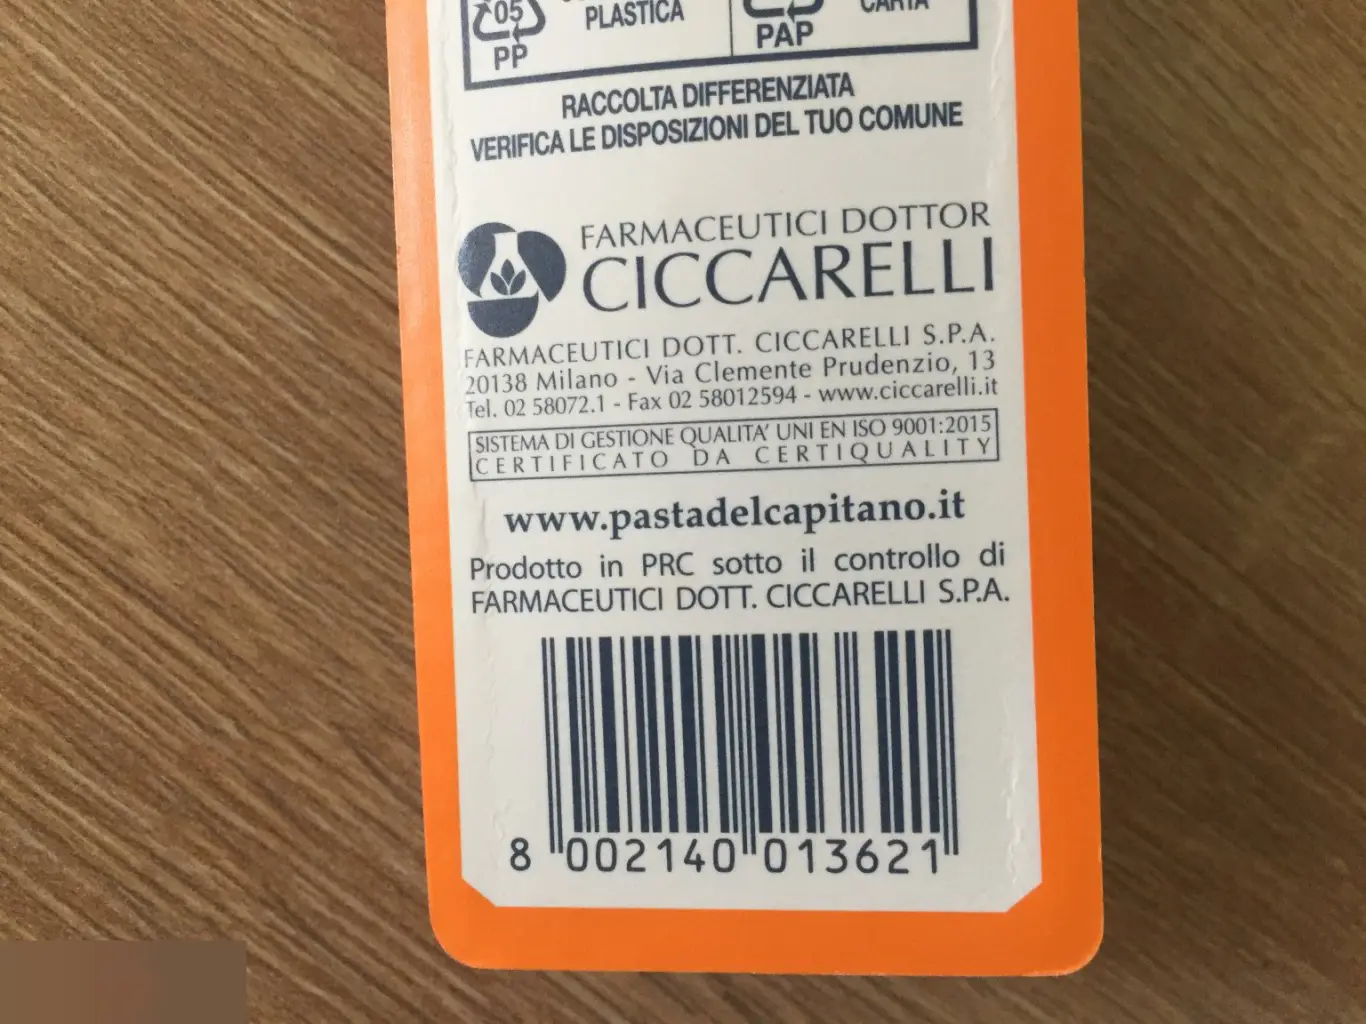 05
PP
PLASTICA
PAP
CARTA
RACCOLTA DIFFERENZIATA
VERIFICA LE DISPOSIZIONI DEL TUO COMUNE
FARMACEUTICI DOTTOR
CICCARELLI
FARMACEUTICI DOTT. CICCARELLI S.P.A.
20138 Milano - Via Clemente Prudenzio, 13
Tel. 02 58072.1 - Fax 02 58012594 - www.ciccarelli.it
SISTEMA DI GESTIONE QUALITA' UNI EN ISO 9001:2015
CERTIFICATO DA CERTIQUALITY
www.pastadelcapitano.it
Prodotto in PRC sotto il controllo di
FARMACEUTICI DOTT. CICCARELLI S.P.A.
8 002140 013621